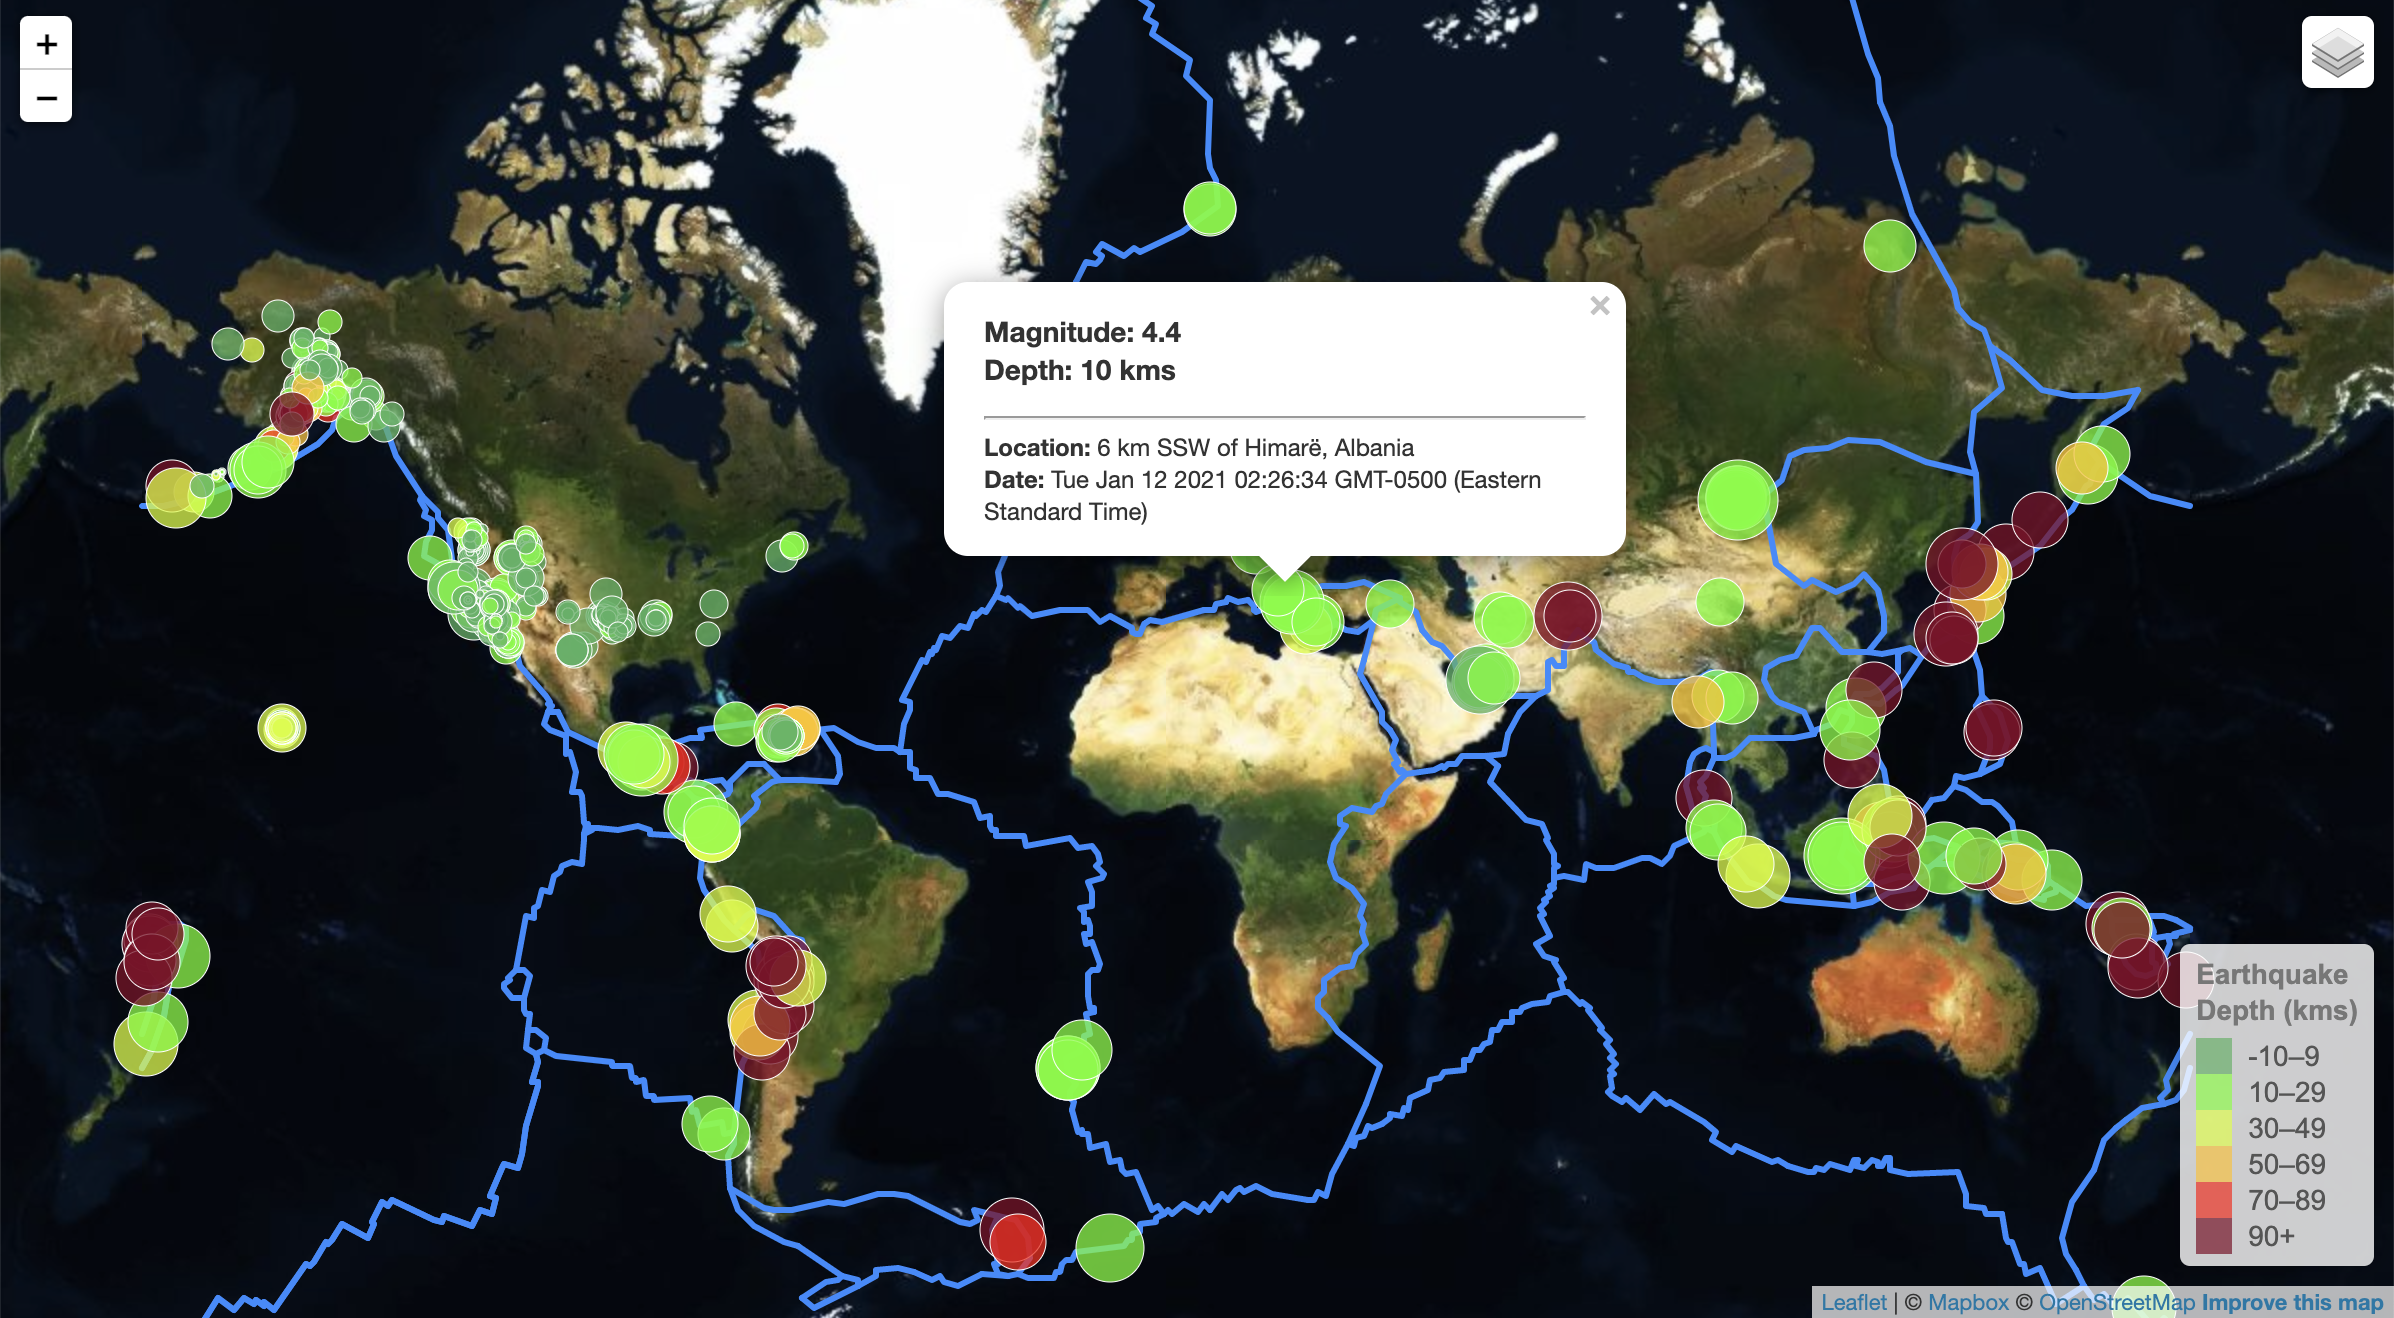 +
−
×
Magnitude: 4.4
Depth: 10 kms
Location: 6 km SSW of Himarë, Albania
Date: Tue Jan 12 2021 02:26:34 GMT-0500 (Eastern
Standard Time)
Earthquake
Depth (kms)
-10–9
10–29
30–49
50–69
70–89
90+
Leaflet | © Mapbox © OpenStreetMap Improve this map